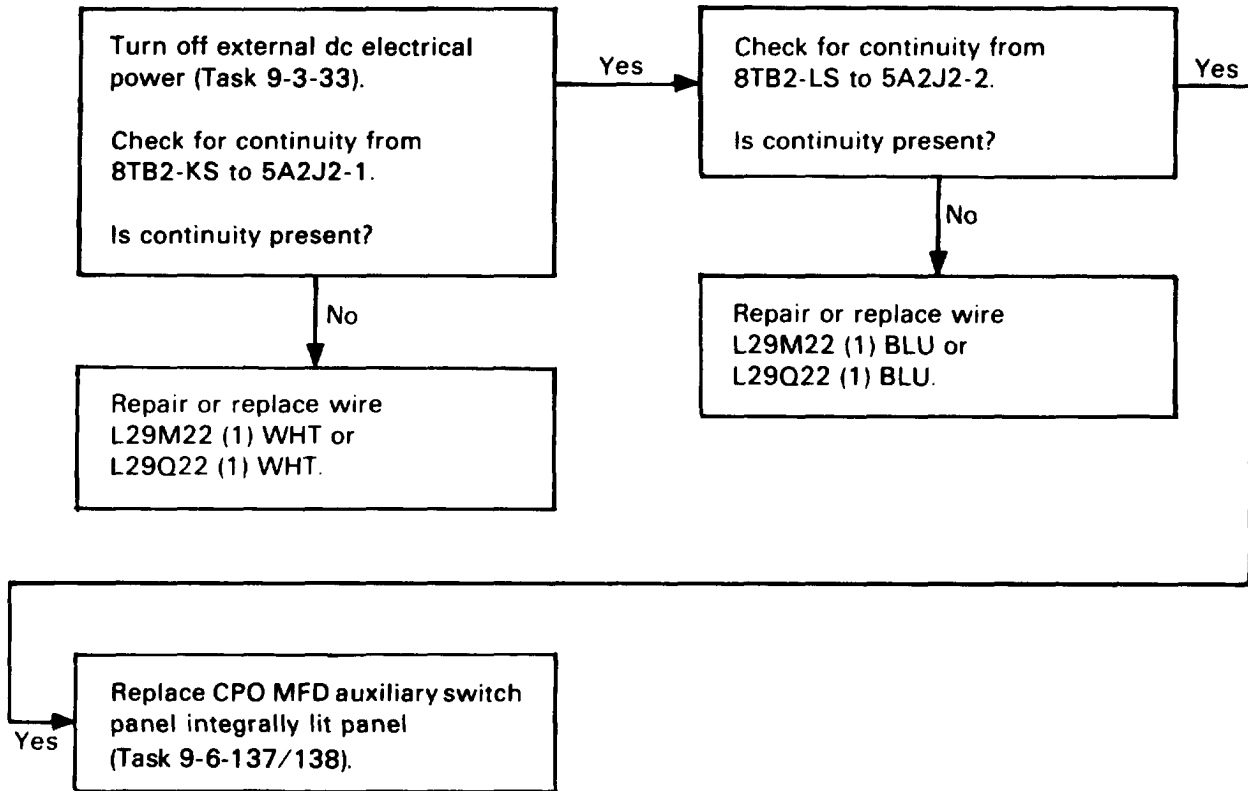 Turn off external dc electrical
power (Task 9-3-33).
Check for continuity from
8TB2-KS to 5A2J2-1.
Is continuity present?
Yes
Check for continuity from
8TB2-LS to 5A2J2-2.
Is continuity present?
Yes
No
Repair or replace wire
L29M22 (1) WHT or
L29Q22 (1) WHT.
No
Repair or replace wire
L29M22 (1) BLU or
L29Q22 (1) BLU.
Yes
Replace CPO MFD auxiliary switch
panel integrally lit panel
(Task 9-6-137/138).